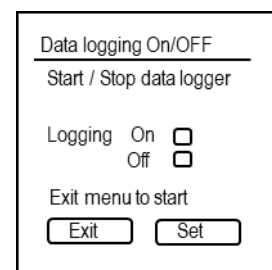 Data logging On/OFF
Start / Stop data logger
Logging On
Off
Exit menu to start
Exit Set